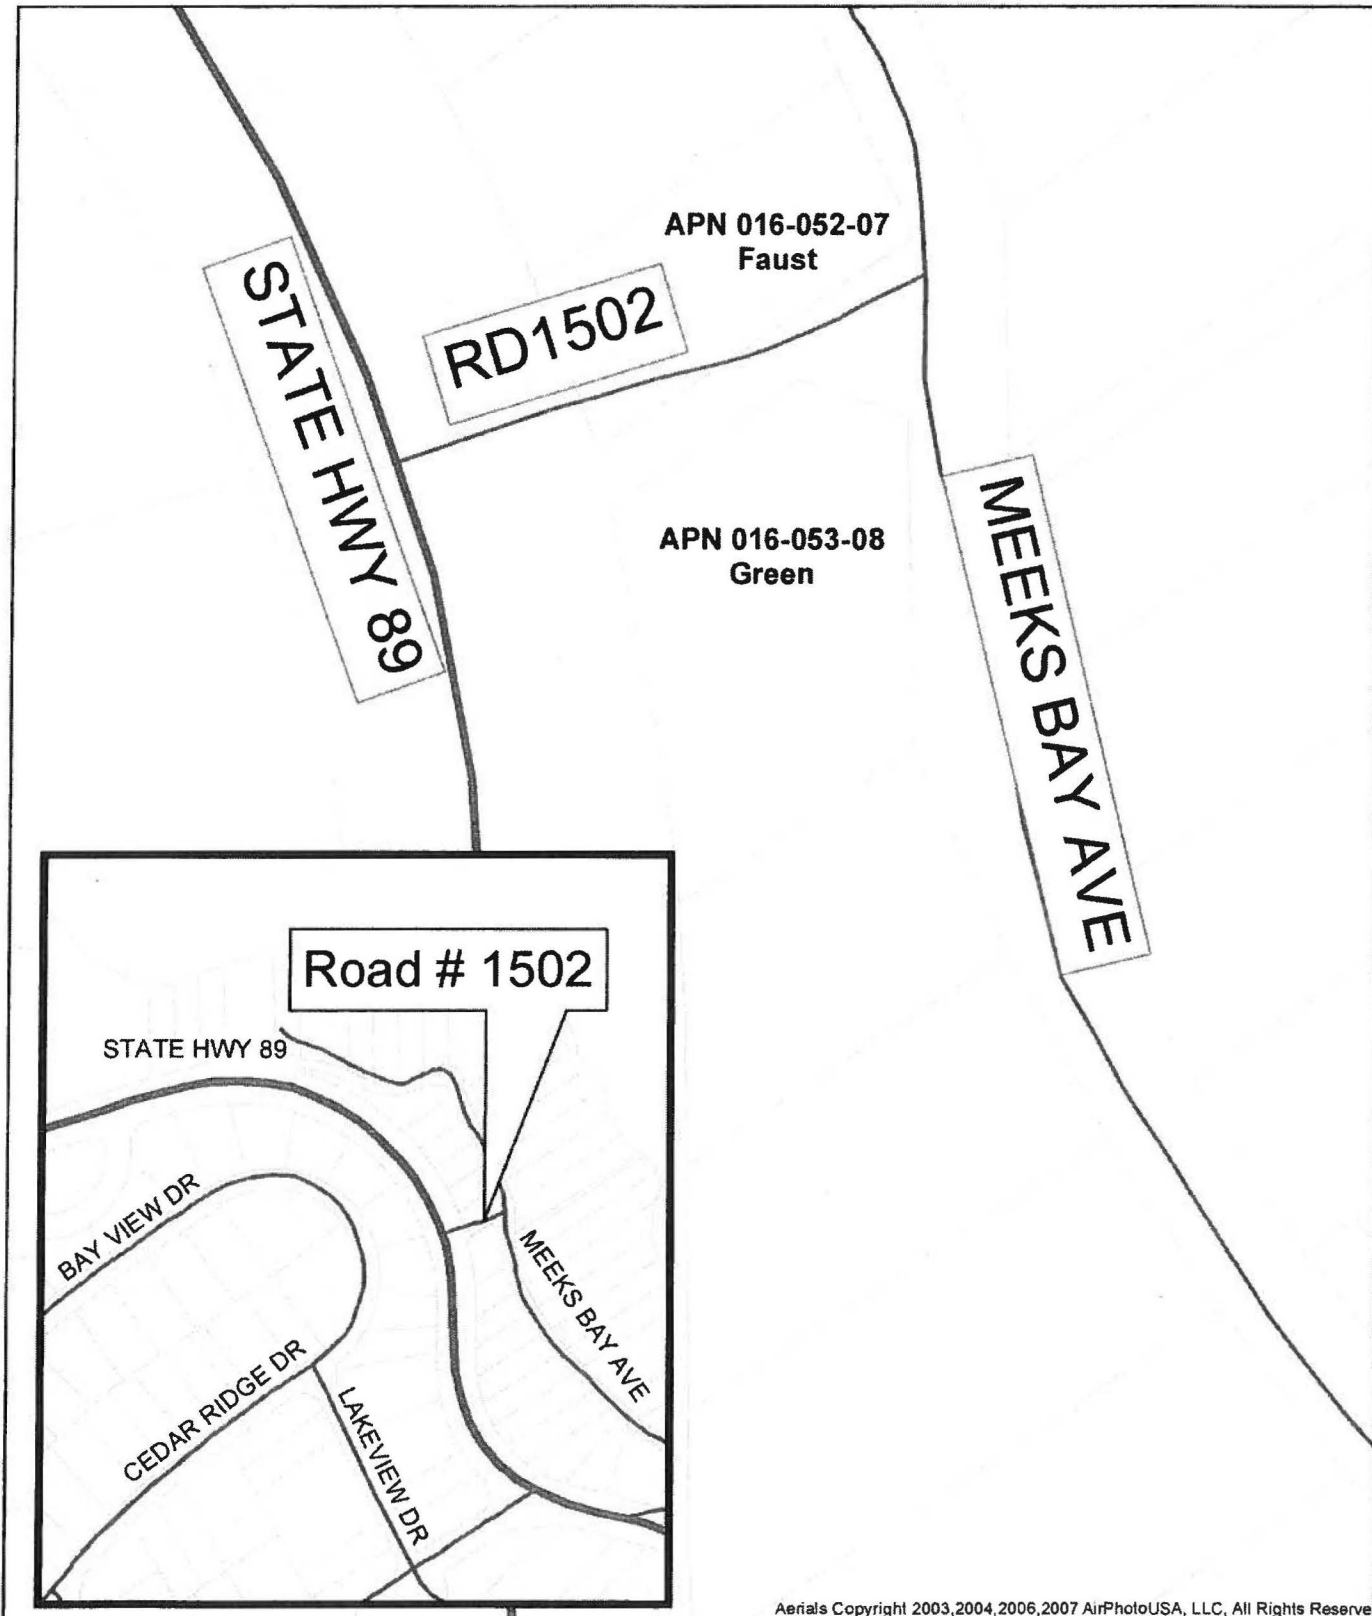 APN 016-052-07
Faust
RD1502
STATE HWY 89
APN 016-053-08
Green
MEEKS BAY AVE
Road # 1502
STATE HWY 89
BAY VIEW DR
MEEKS BAY AVE
CEDAR RIDGE DR
LAKEVIEW DR
Aerials Copyright 2003,2004,2006,2007 AirPhotoUSA, LLC, All Rights Reserve